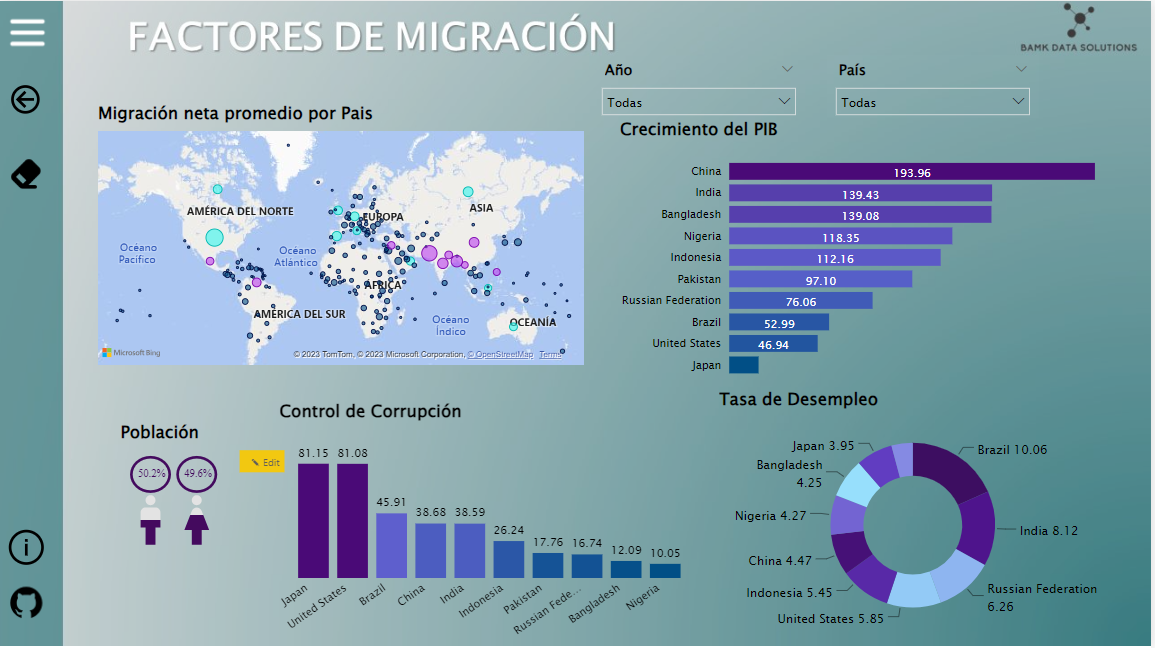 FACTORES DE MIGRACIÓN
BAMK DATA SOLUTIONS
Año
País
Todas
Todas
Migración neta promedio por Pais
AMÉRICA DEL NORTE
EUROPA
ASIA
Océano
Pacífico
Océano
Atlántico
ÁFRICA
AMÉRICA DEL SUR
Océano
Índico
OCEANÍA
Microsoft Bing
© 2023 TomTom, © 2023 Microsoft Corporation, © OpenStreetMap Terms
Crecimiento del PIB
China 193.96
India 139.43
Bangladesh 139.08
Nigeria 118.35
Indonesia 112.16
Pakistan 97.10
Russian Federation 76.06
Brazil 52.99
United States 46.94
Japan
Población
50.2% 49.6%
Control de Corrupción
Edit
81.15 81.08 45.91 38.68 38.59 26.24 17.76 16.74 12.09 10.05
Japan United States Brazil China India Indonesia Pakistan Russian Fede... Bangladesh Nigeria
Tasa de Desempleo
Japan 3.95
Brazil 10.06
Bangladesh
4.25
Nigeria 4.27
India 8.12
China 4.47
Indonesia 5.45
Russian Federation
6.26
United States 5.85
i